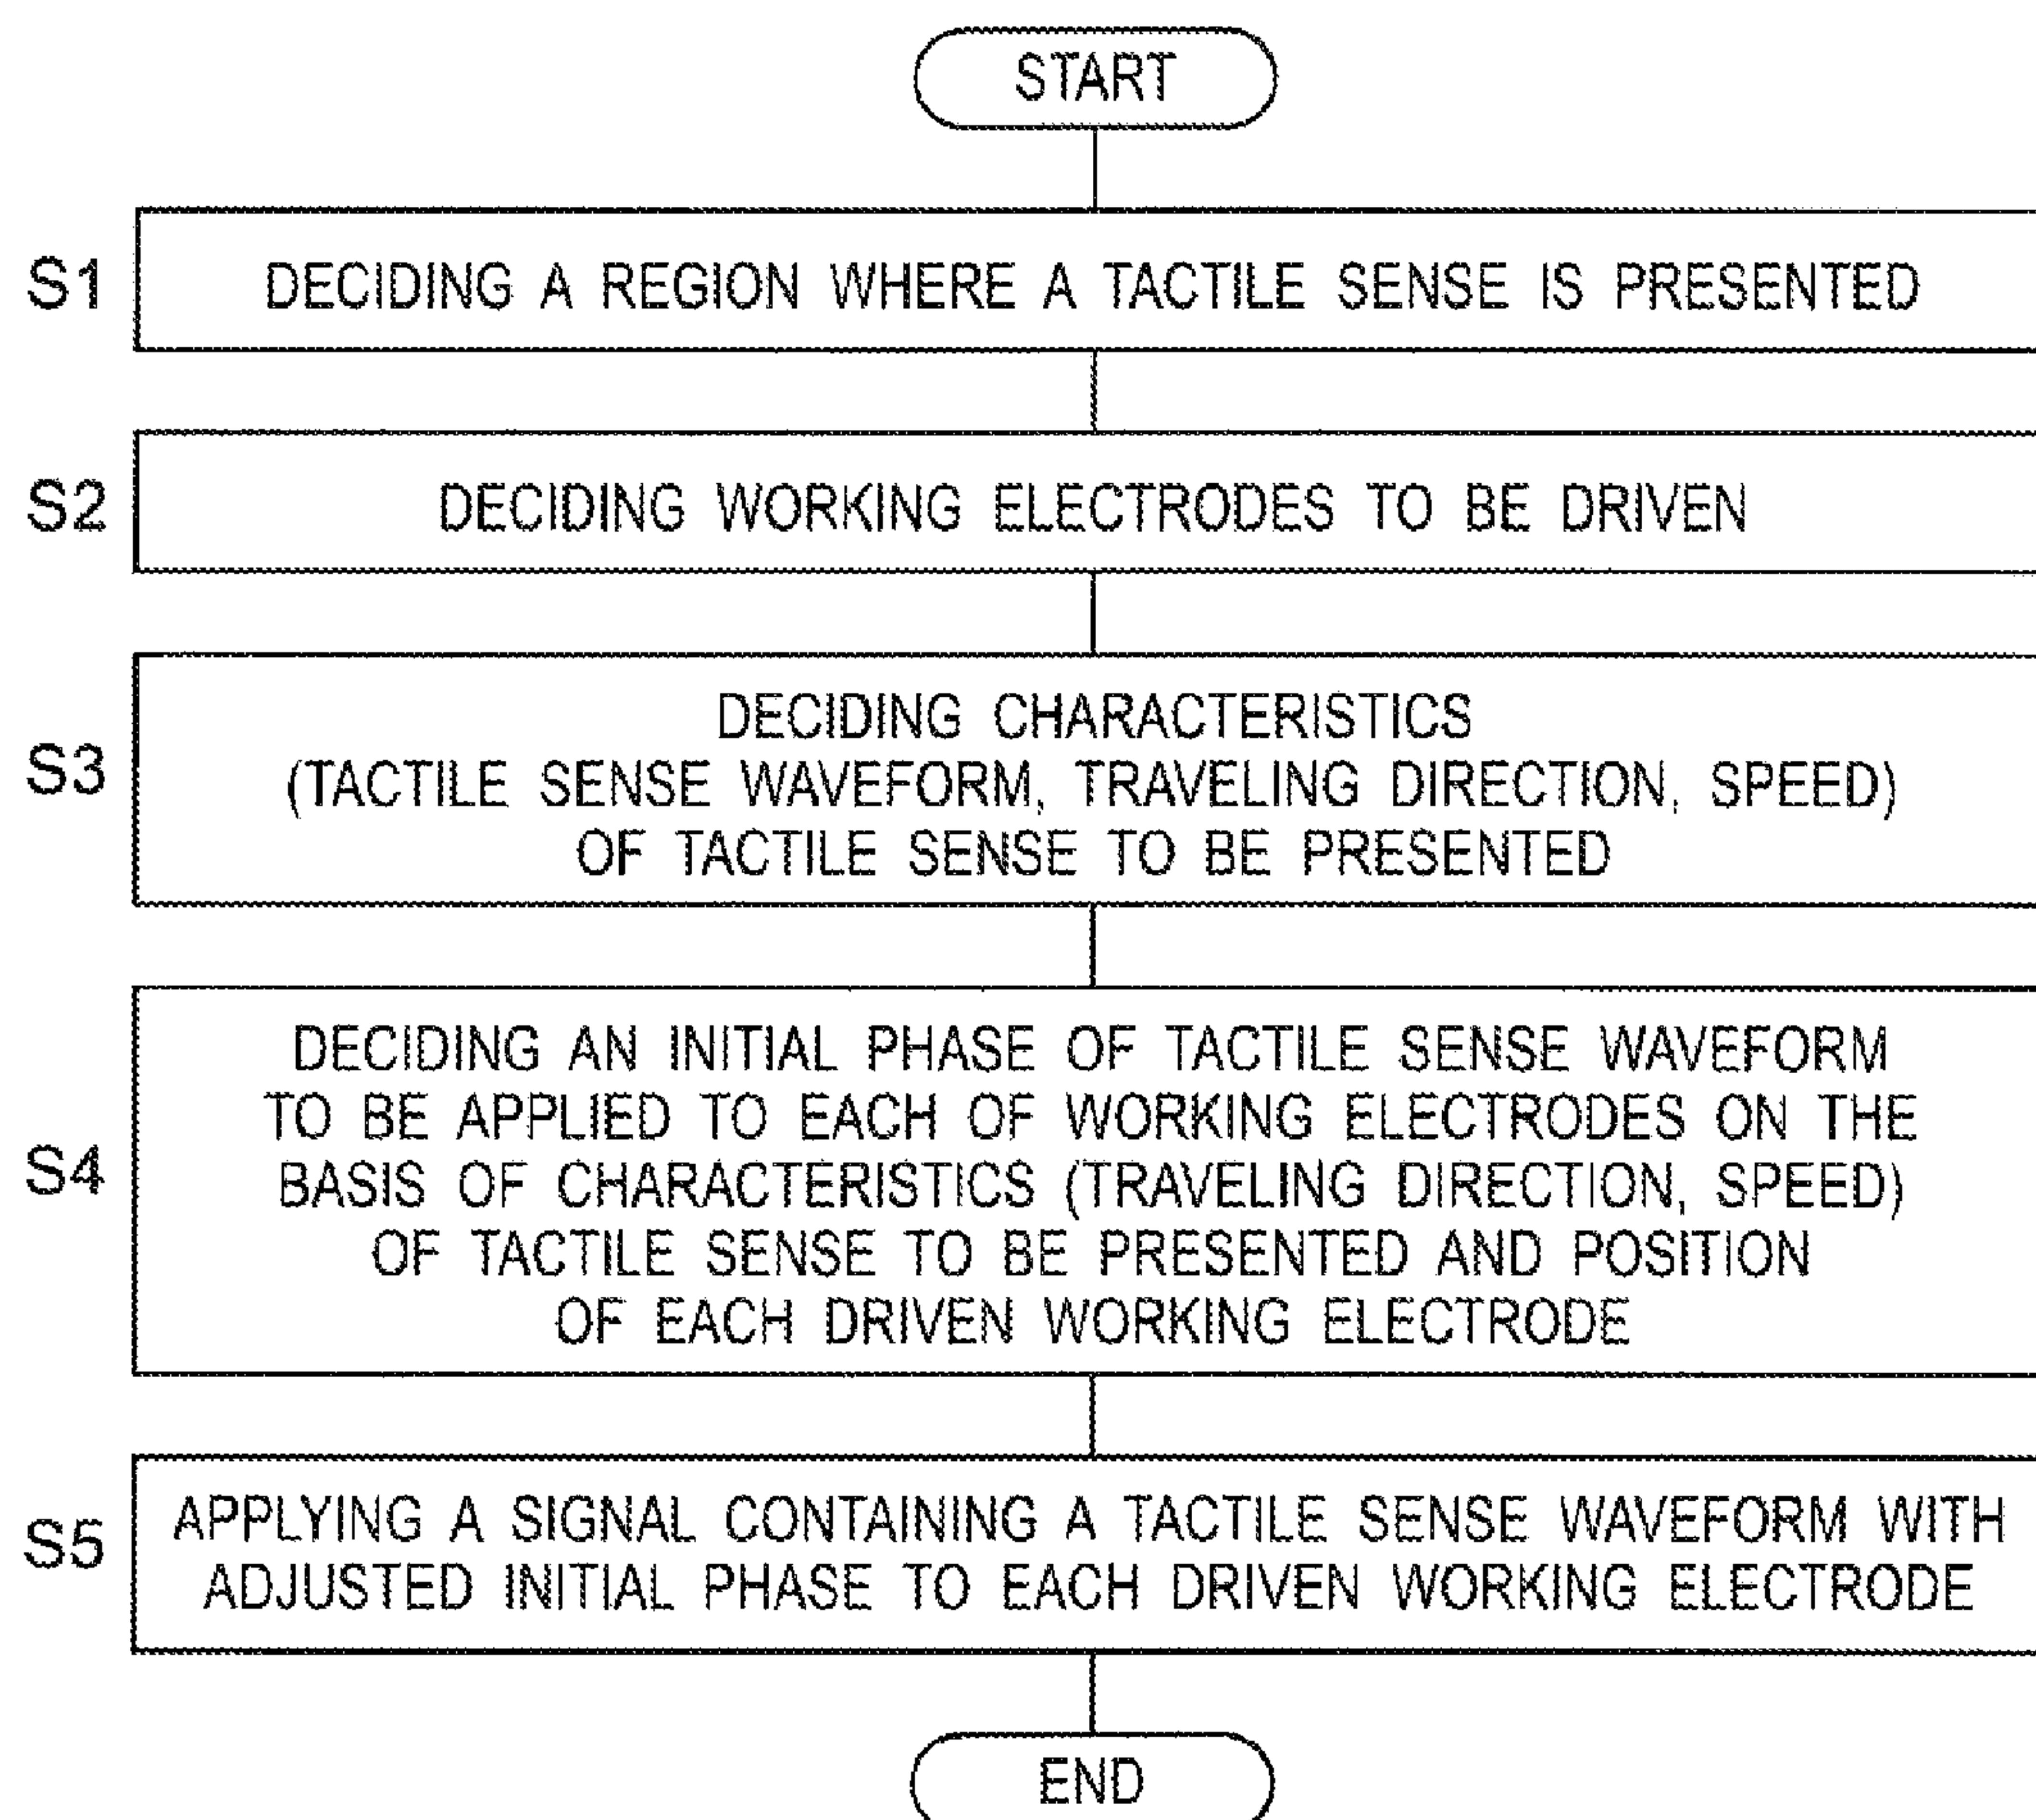 START
S1
DECIDING A REGION WHERE A TACTILE SENSE IS PRESENTED
S2
DECIDING WORKING ELECTRODES TO BE DRIVEN
S3
DECIDING CHARACTERISTICS
(TACTILE SENSE WAVEFORM, TRAVELING DIRECTION, SPEED)
OF TACTILE SENSE TO BE PRESENTED
S4
DECIDING AN INITIAL PHASE OF TACTILE SENSE WAVEFORM
TO BE APPLIED TO EACH OF WORKING ELECTRODES ON THE
BASIS OF CHARACTERISTICS (TRAVELING DIRECTION, SPEED)
OF TACTILE SENSE TO BE PRESENTED AND POSITION
OF EACH DRIVEN WORKING ELECTRODE
S5
APPLYING A SIGNAL CONTAINING A TACTILE SENSE WAVEFORM WITH
ADJUSTED INITIAL PHASE TO EACH DRIVEN WORKING ELECTRODE
END